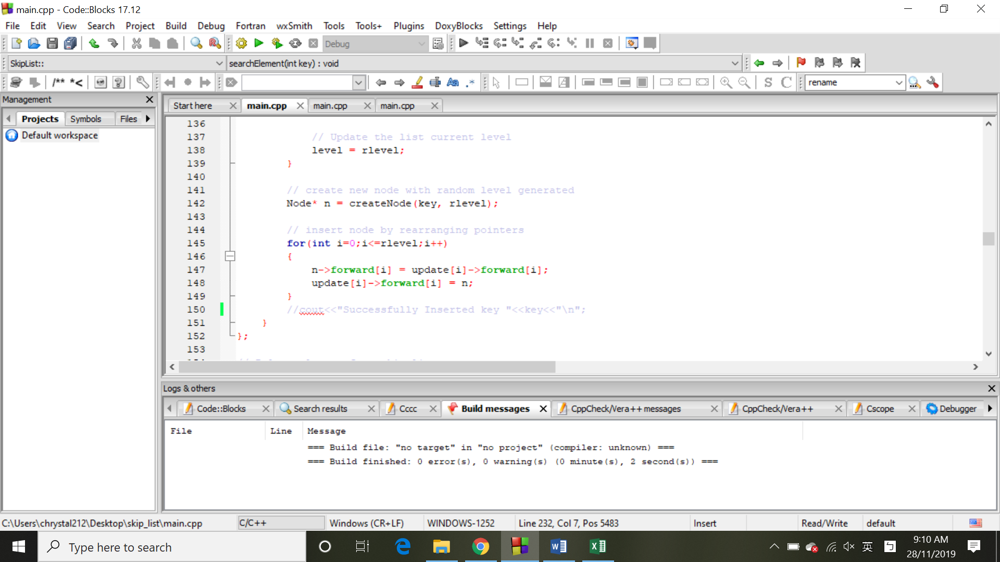 main.cpp - Code::Blocks 17.12
File Edit View Search Project Build Debug Fortran wxSmith Tools Tools+ Plugins DoxyBlocks Settings Help
Debug
SkipList:: searchElement(int key) : void
/** *< Aa .* S C rename
Management
Start here main.cpp main.cpp main.cpp
Projects Symbols Files
Default workspace
136
137 // Update the list current level
138 level = rlevel;
139 }
140
141 // create new node with random level generated
142 Node* n = createNode(key, rlevel);
143
144 // insert node by rearranging pointers
145 for(int i=0;i<=rlevel;i++)
146 {
147 n->forward[i] = update[i]->forward[i];
148 update[i]->forward[i] = n;
149 }
150 //cout<<"Successfully Inserted key "<<key<<"\n";
151 }
152 };
153
Logs & others
Code::Blocks Search results Cccc Build messages CppCheck/Vera++ messages CppCheck/Vera++ Cscope Debugger
File Line Message
=== Build file: "no target" in "no project" (compiler: unknown) ===
=== Build finished: 0 error(s), 0 warning(s) (0 minute(s), 2 second(s)) ===
C:\Users\chrystal212\Desktop\skip_list\main.cpp C/C++ Windows (CR+LF) WINDOWS-1252 Line 232, Col 7, Pos 5483 Insert Read/Write default
Type here to search
英 ㄅ 9:10 AM
28/11/2019